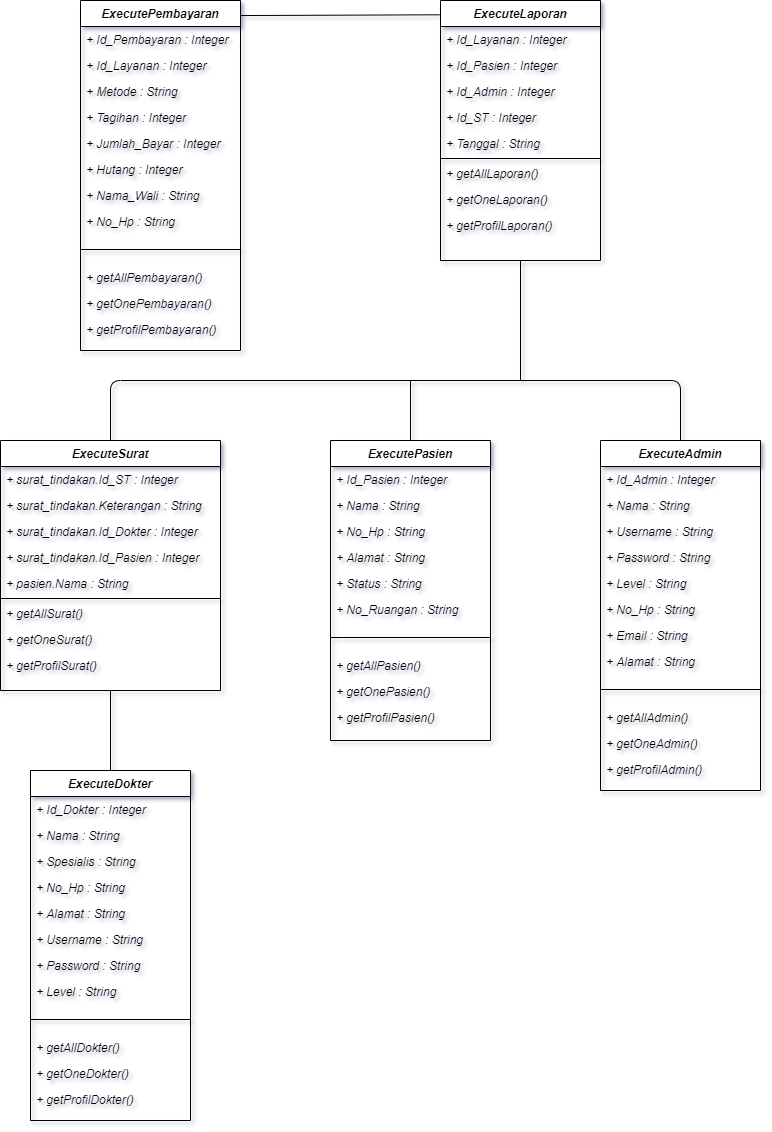 ExecutePembayaran
+ Id_Pembayaran : Integer
+ Id_Layanan : Integer
+ Metode : String
+ Tagihan : Integer
+ Jumlah_Bayar : Integer
+ Hutang : Integer
+ Nama_Wali : String
+ No_Hp : String
+ getAllPembayaran()
+ getOnePembayaran()
+ getProfilPembayaran()
ExecuteLaporan
+ Id_Layanan : Integer
+ Id_Pasien : Integer
+ Id_Admin : Integer
+ Id_ST : Integer
+ Tanggal : String
+ getAllLaporan()
+ getOneLaporan()
+ getProfilLaporan()
ExecuteSurat
+ surat_tindakan.Id_ST : Integer
+ surat_tindakan.Keterangan : String
+ surat_tindakan.Id_Dokter : Integer
+ surat_tindakan.Id_Pasien : Integer
+ pasien.Nama : String
+ getAllSurat()
+ getOneSurat()
+ getProfilSurat()
ExecutePasien
+ Id_Pasien : Integer
+ Nama : String
+ No_Hp : String
+ Alamat : String
+ Status : String
+ No_Ruangan : String
+ getAllPasien()
+ getOnePasien()
+ getProfilPasien()
ExecuteAdmin
+ Id_Admin : Integer
+ Nama : String
+ Username : String
+ Password : String
+ Level : String
+ No_Hp : String
+ Email : String
+ Alamat : String
+ getAllAdmin()
+ getOneAdmin()
+ getProfilAdmin()
ExecuteDokter
+ Id_Dokter : Integer
+ Nama : String
+ Spesialis : String
+ No_Hp : String
+ Alamat : String
+ Username : String
+ Password : String
+ Level : String
+ getAllDokter()
+ getOneDokter()
+ getProfilDokter()